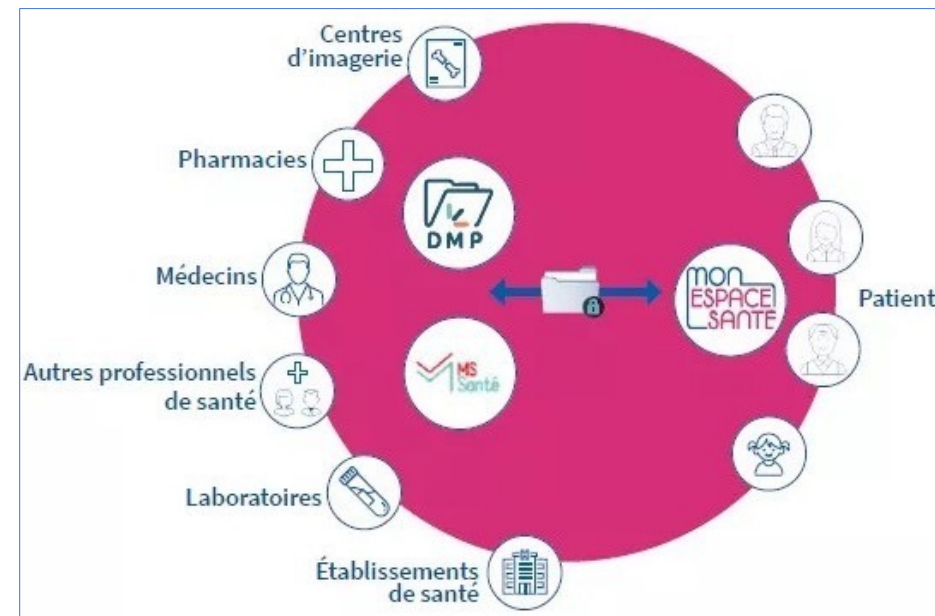 Centres
d'imagerie
Pharmacies
DMP
Médecins
MON
ESPACE
SANTE
Patient
MS
Santé
Autres professionnels
de santé
Laboratoires
Établissements
de santé